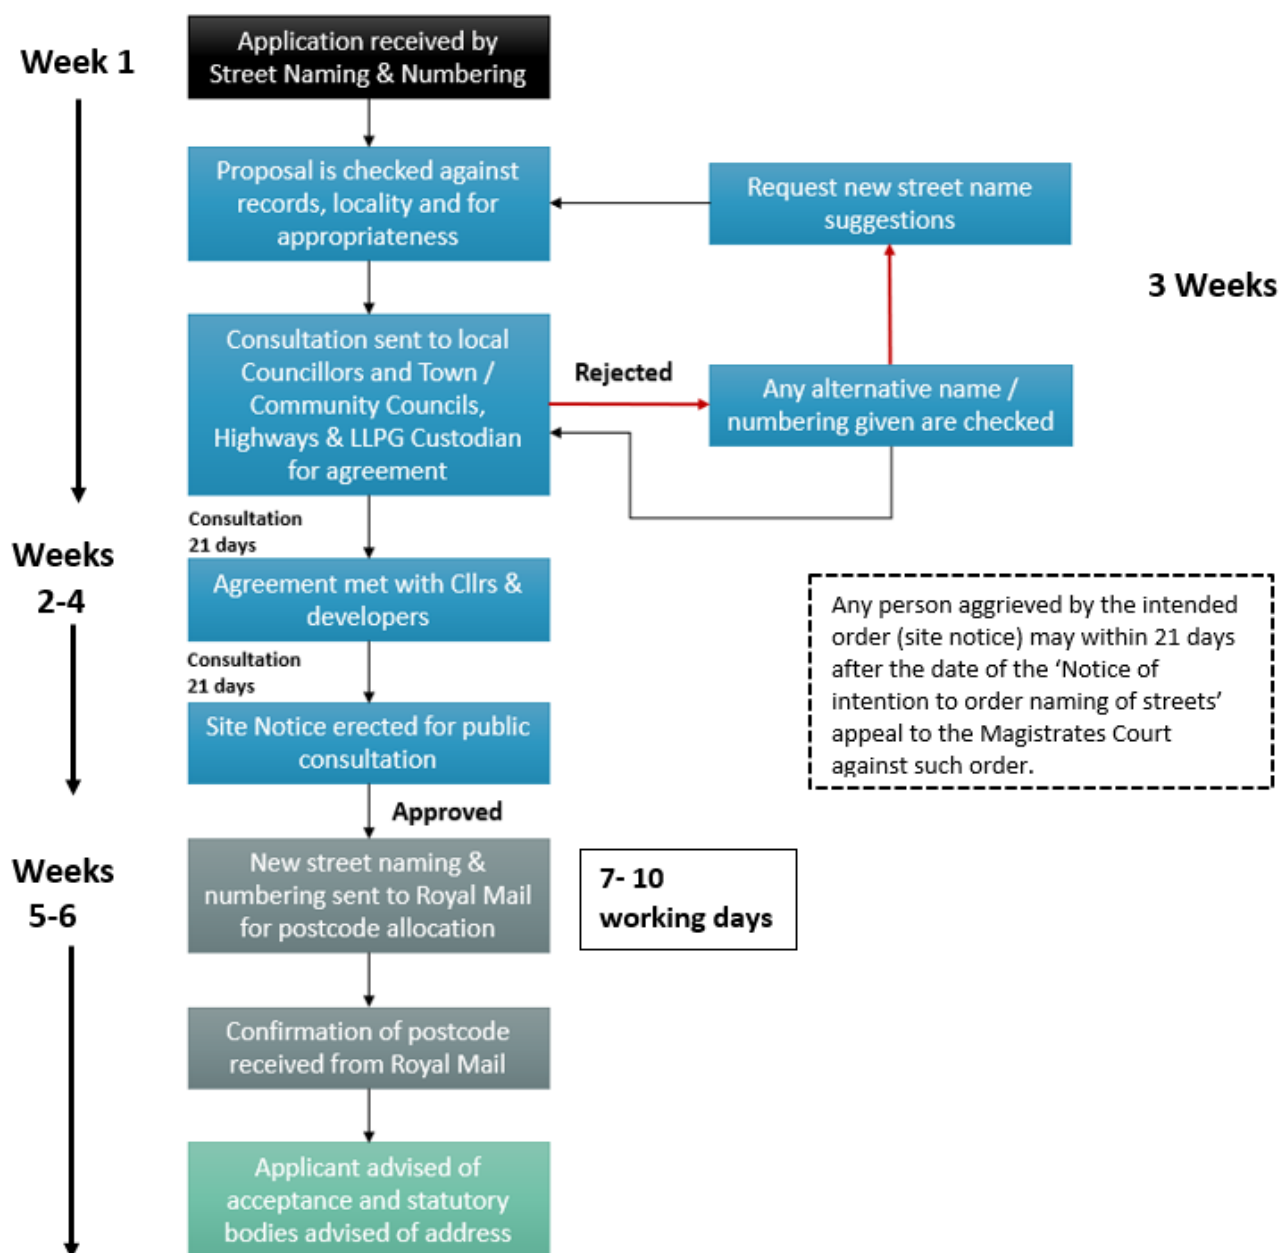 Week 1
Application received by
Street Naming & Numbering
Proposal is checked against
records, locality and for
appropriateness
Request new street name
suggestions
3 Weeks
Consultation sent to local
Councillors and Town /
Community Councils,
Highways & LLPG Custodian
for agreement
Rejected
Any alternative name /
numbering given are checked
Consultation
21 days
Weeks
2-4
Agreement met with Cllrs &
developers
Consultation
21 days
Site Notice erected for public
consultation
Any person aggrieved by the intended
order (site notice) may within 21 days
after the date of the ‘Notice of
intention to order naming of streets’
appeal to the Magistrates Court
against such order.
Approved
Weeks
5-6
New street naming &
numbering sent to Royal Mail
for postcode allocation
7- 10
working days
Confirmation of postcode
received from Royal Mail
Applicant advised of
acceptance and statutory
bodies advised of address